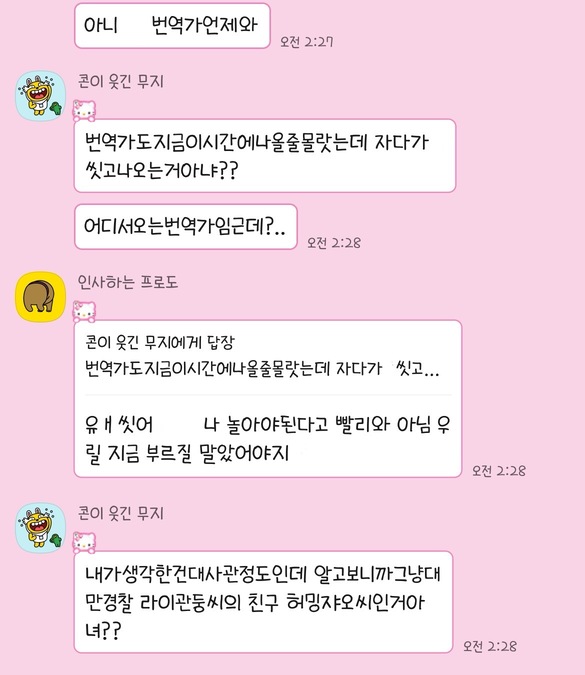 아니 번역가언제와
오전 2:27
콘이 웃긴 무지
번역가도지금이시간에나올줄몰랏는데 자다가
씻고나오는거아냐??
어디서오는번역가임근데?..
오전 2:28
인사하는 프로도
콘이 웃긴 무지에게 답장
번역가도지금이시간에나올줄몰랏는데 자다가 씻고...
유ㅐ씻어 나 놀아야된다고 빨리와 아님 우
릴 지금 부르질 말았어야지
오전 2:28
콘이 웃긴 무지
내가생각한건대사관정도인데 알고보니까그냥대
만경찰 라이관둥씨의 친구 허밍쟈오씨인거아
녀??
오전 2:28